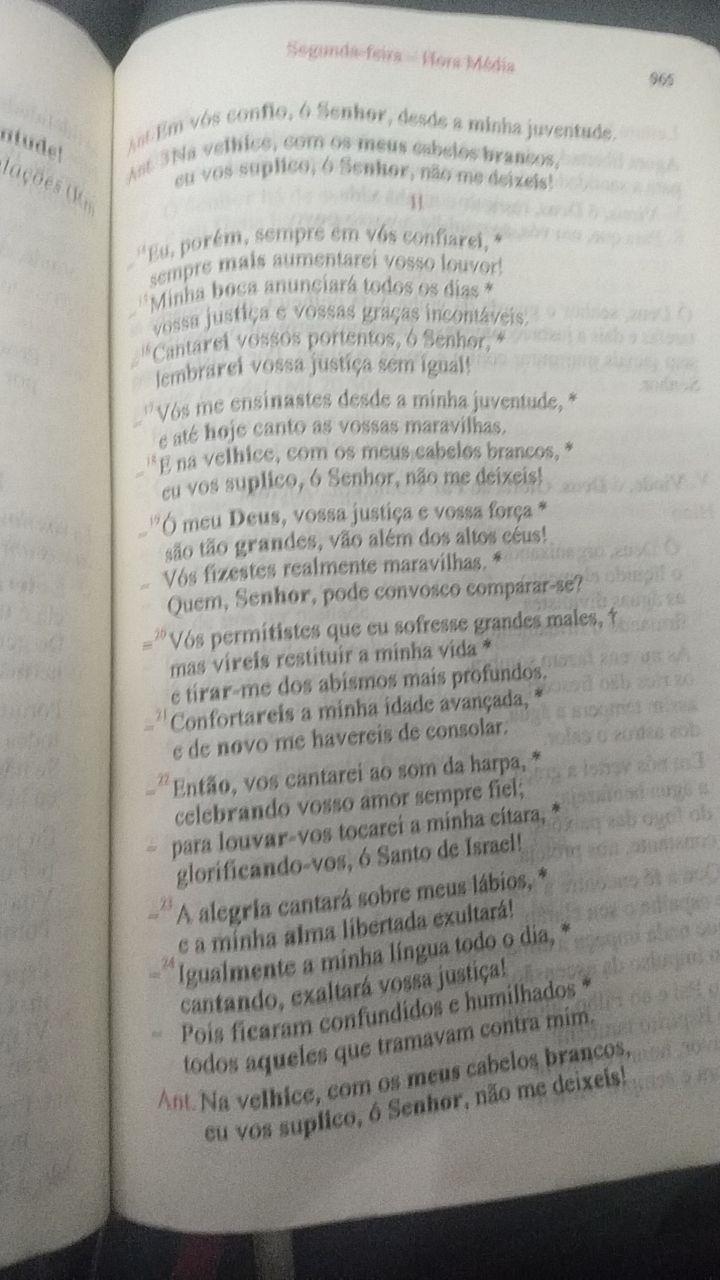 Segunda-feira – Hora Média 965
ntude!
lações (Rm
Ant. Em vós confio, ó Senhor, desde a minha juventude.
Ant. 3 Na velhice, com os meus cabelos brancos,
eu vos suplico, ó Senhor, não me deixeis!
II
– 14 Eu, porém, sempre em vós confiarei, *
sempre mais aumentarei vosso louvor!
– 15 Minha boca anunciará todos os dias *
vossa justiça e vossas graças incontáveis.
– 16 Cantarei vossos portentos, ó Senhor, *
lembrarei vossa justiça sem igual!
– 17 Vós me ensinastes desde a minha juventude, *
e até hoje canto as vossas maravilhas.
– 18 E na velhice, com os meus cabelos brancos, *
eu vos suplico, ó Senhor, não me deixeis!
– 19 Ó meu Deus, vossa justiça e vossa força *
são tão grandes, vão além dos altos céus!
– Vós fizestes realmente maravilhas. *
Quem, Senhor, pode convosco comparar-se?
= 20 Vós permitistes que eu sofresse grandes males, †
mas vireis restituir a minha vida *
e tirar-me dos abismos mais profundos.
– 21 Confortareis a minha idade avançada, *
e de novo me havereis de consolar.
– 22 Então, vos cantarei ao som da harpa, *
celebrando vosso amor sempre fiel;
– para louvar-vos tocarei a minha cítara, *
glorificando-vos, ó Santo de Israel!
– 23 A alegria cantará sobre meus lábios, *
e a minha alma libertada exultará!
– 24 Igualmente a minha língua todo o dia, *
cantando, exaltará vossa justiça!
– Pois ficaram confundidos e humilhados *
todos aqueles que tramavam contra mim.
Ant. Na velhice, com os meus cabelos brancos,
eu vos suplico, ó Senhor, não me deixeis!